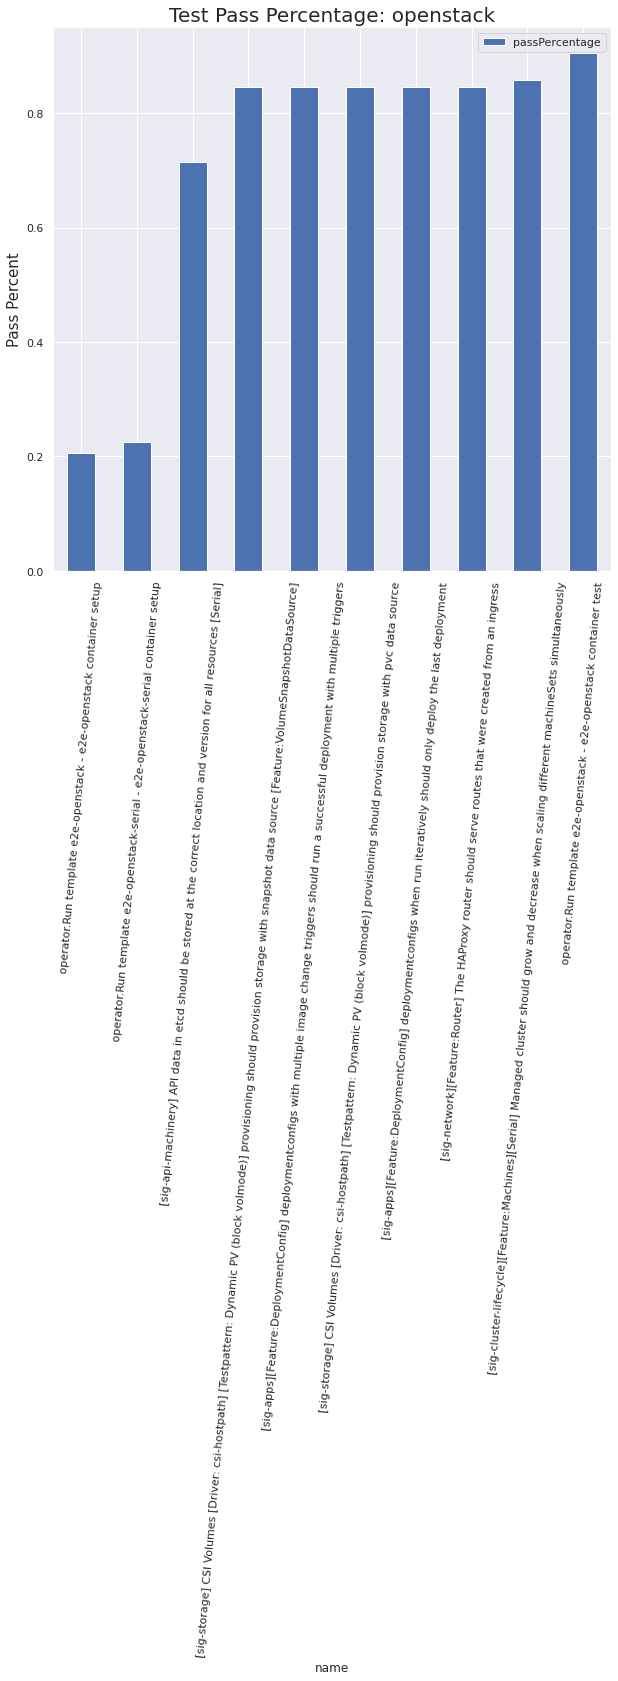 Test Pass Percentage: openstack
passPercentage
Pass Percent
0.8
0.6
0.4
0.2
0.0
operator.Run template e2e-openstack - e2e-openstack container setup
operator.Run template e2e-openstack-serial - e2e-openstack-serial container setup
[sig-api-machinery] API data in etcd should be stored at the correct location and version for all resources [Serial]
[sig-storage] CSI Volumes [Driver: csi-hostpath] [Testpattern: Dynamic PV (block volmode)] provisioning should provision storage with snapshot data source [Feature:VolumeSnapshotDataSource]
[sig-apps][Feature:DeploymentConfig] deploymentconfigs with multiple image change triggers should run a successful deployment with multiple triggers
[sig-storage] CSI Volumes [Driver: csi-hostpath] [Testpattern: Dynamic PV (block volmode)] provisioning should provision storage with pvc data source
[sig-apps][Feature:DeploymentConfig] deploymentconfigs when run iteratively should only deploy the last deployment
[sig-network][Feature:Router] The HAProxy router should serve routes that were created from an ingress
[sig-cluster-lifecycle][Feature:Machines][Serial] Managed cluster should grow and decrease when scaling different machineSets simultaneously
operator.Run template e2e-openstack - e2e-openstack container test
name